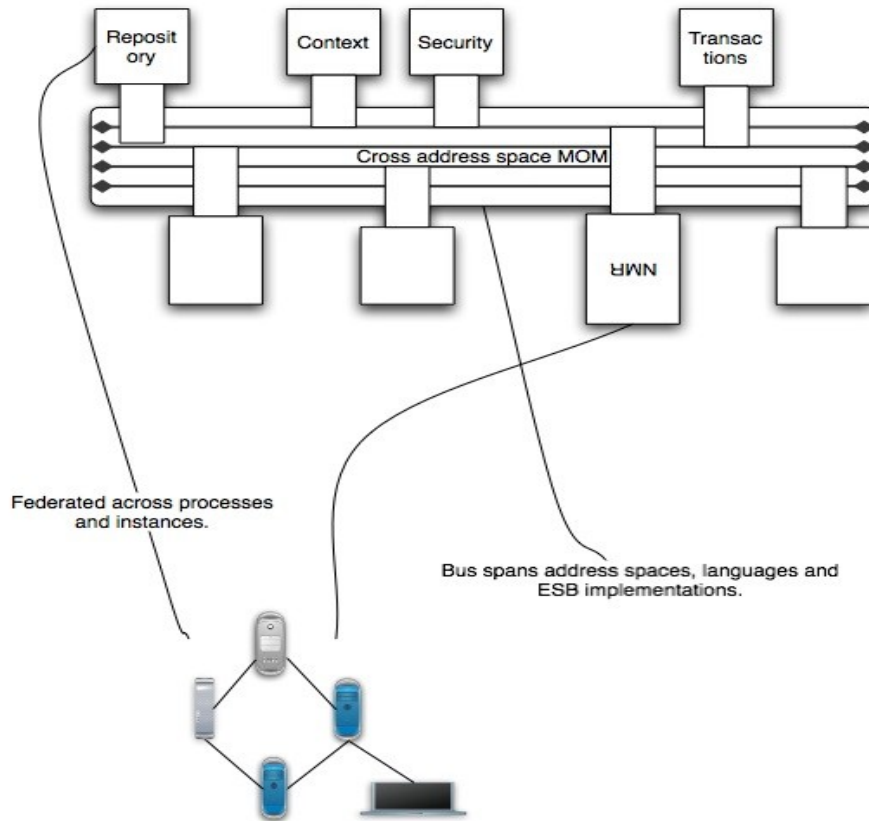 Reposit
ory
Context
Security
Transac
tions
Cross address space MOM
NMR
Federated across processes
and instances.
Bus spans address spaces, languages and
ESB implementations.